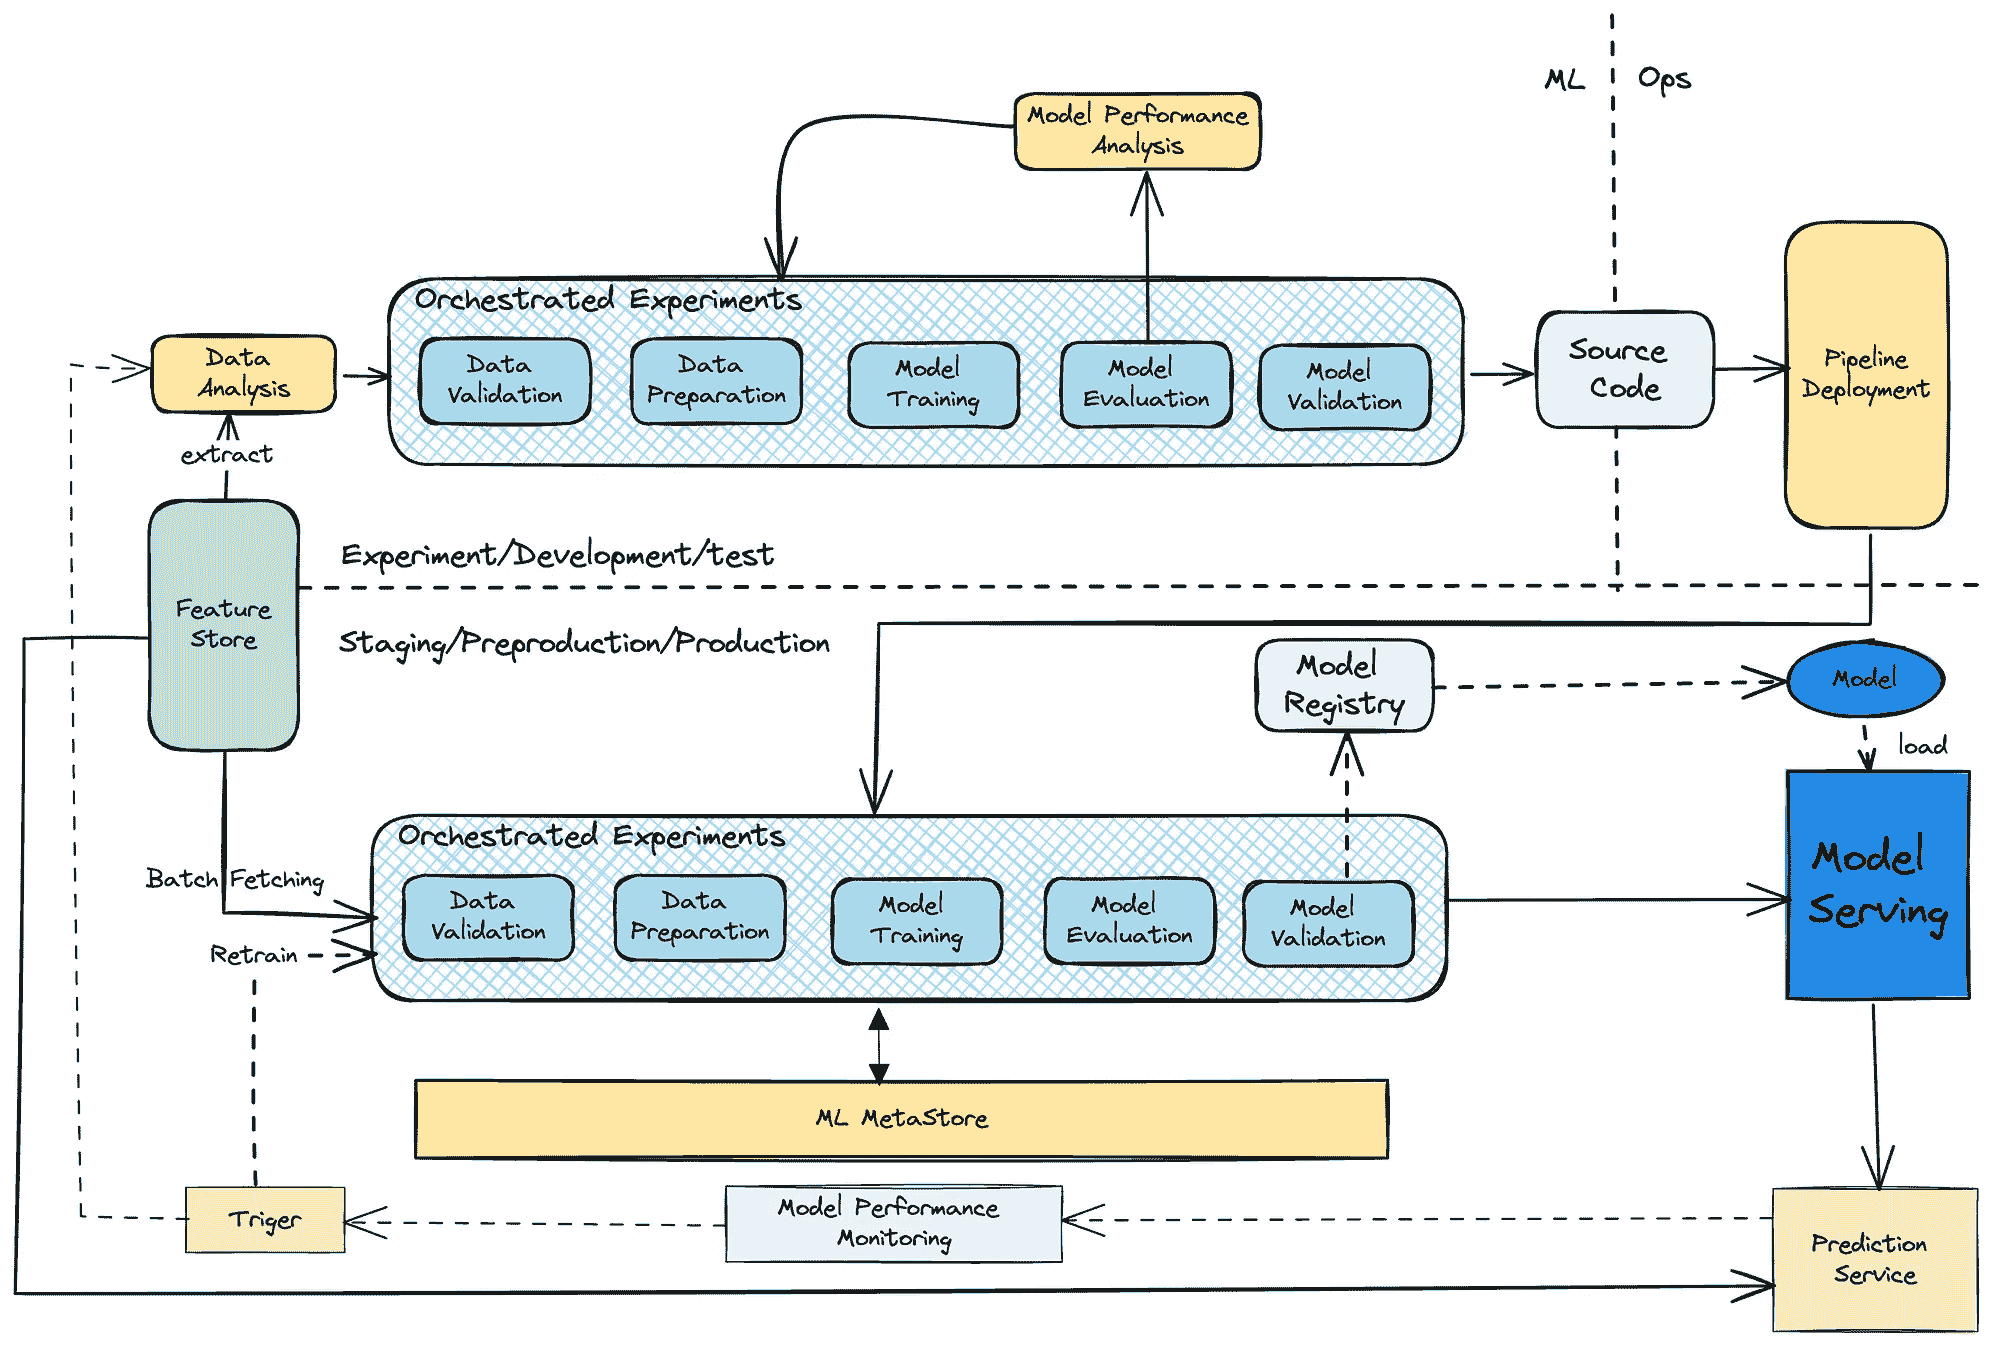 ML
Ops
Model Performance
Analysis
Orchestrated Experiments
Data
Validation
Data
Preparation
Model
Training
Model
Evaluation
Model
Validation
Data
Analysis
Source
Code
Pipeline
Deployment
extract
Feature
Store
Experiment/Development/test
Staging/Preproduction/Production
Model
Registry
Model
load
Orchestrated Experiments
Data
Validation
Data
Preparation
Model
Training
Model
Evaluation
Model
Validation
Model
Serving
Batch Fetching
Retrain
ML MetaStore
Triger
Model Performance
Monitoring
Prediction
Service